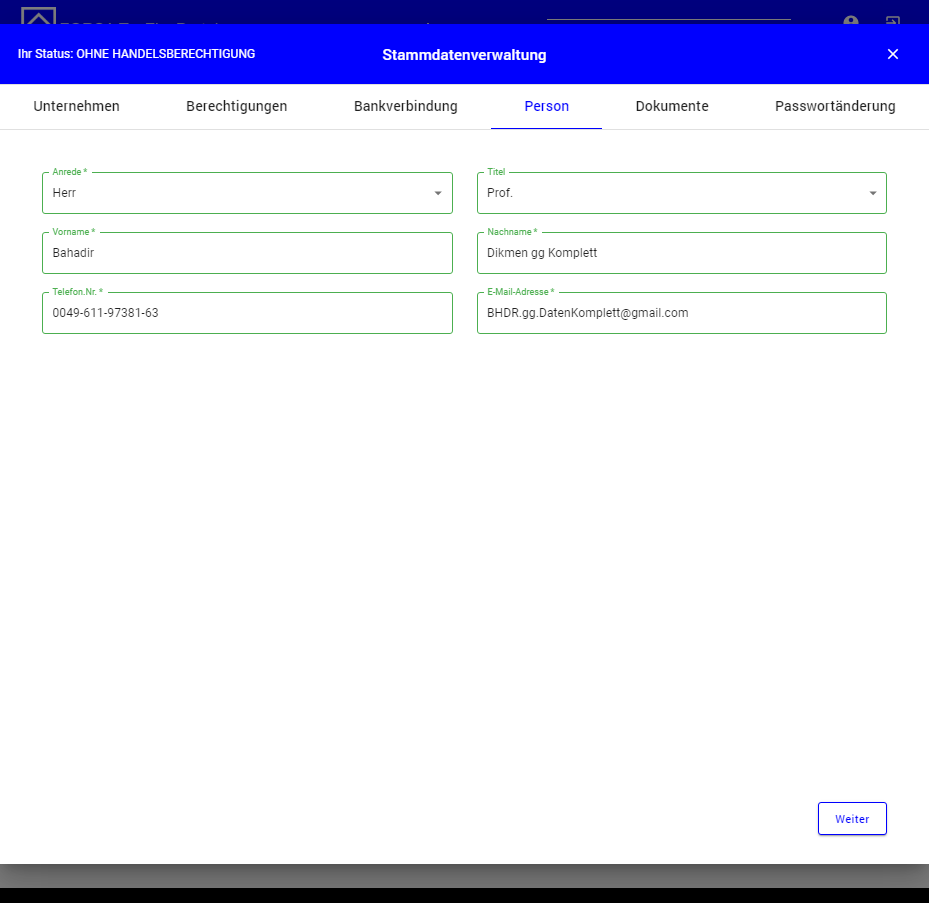 Ihr Status: OHNE HANDELSBERECHTIGUNG
Stammdatenverwaltung
Unternehmen Berechtigungen Bankverbindung Person Dokumente Passwortänderung
Anrede * Titel
Herr Prof.
Vorname * Nachname *
Bahadir Dikmen gg Komplett
Telefon.Nr. * E-Mail-Adresse *
0049-611-97381-63 BHDR.gg.DatenKomplett@gmail.com
Weiter